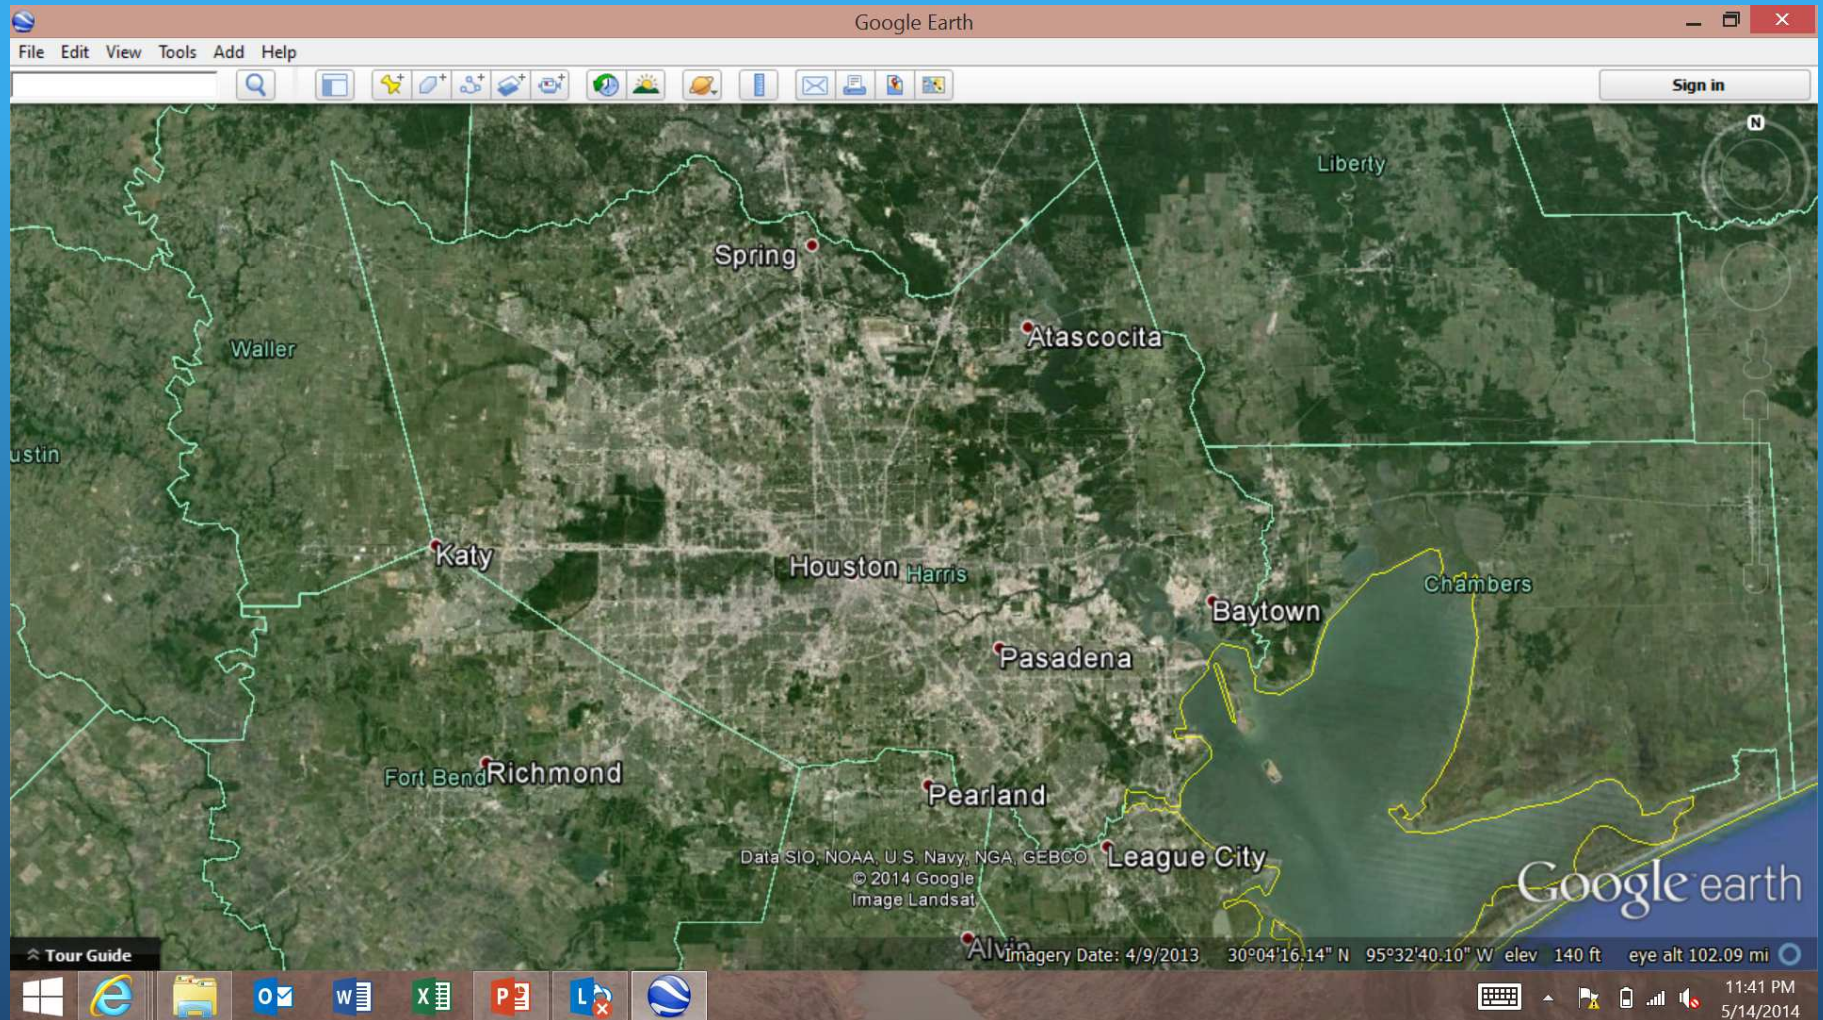 Google Earth
File Edit View Tools Add Help
Sign in
N
Liberty
Spring
Atascocita
Waller
ustin
Katy
Houston Harris
Chambers
Baytown
Pasadena
Fort Bend Richmond
Pearland
Data SIO, NOAA, U.S. Navy, NGA, GEBCO
© 2014 Google
Image Landsat
League City
Google earth
Alvin
Tour Guide
Imagery Date: 4/9/2013 30°04'16.14" N 95°32'40.10" W elev 140 ft eye alt 102.09 mi
11:41 PM
5/14/2014